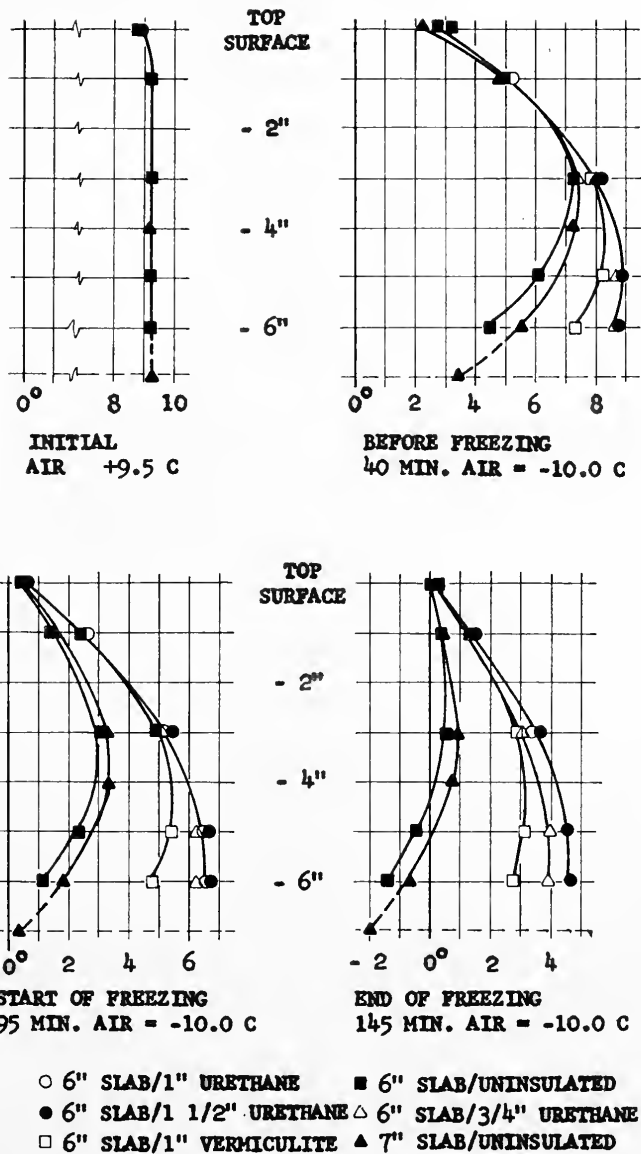 TOP
SURFACE
- 2"
- 4"
- 6"
0° 8 10
0° 2 4 6 8
INITIAL
AIR +9.5 C
BEFORE FREEZING
40 MIN. AIR = -10.0 C
TOP
SURFACE
- 2"
- 4"
- 6"
0° 2 4 6
- 2 0° 2 4
START OF FREEZING
95 MIN. AIR = -10.0 C
END OF FREEZING
145 MIN. AIR = -10.0 C
○ 6" SLAB/1" URETHANE ■ 6" SLAB/UNINSULATED
● 6" SLAB/1 1/2" URETHANE △ 6" SLAB/3/4" URETHANE
□ 6" SLAB/1" VERMICULITE ▲ 7" SLAB/UNINSULATED